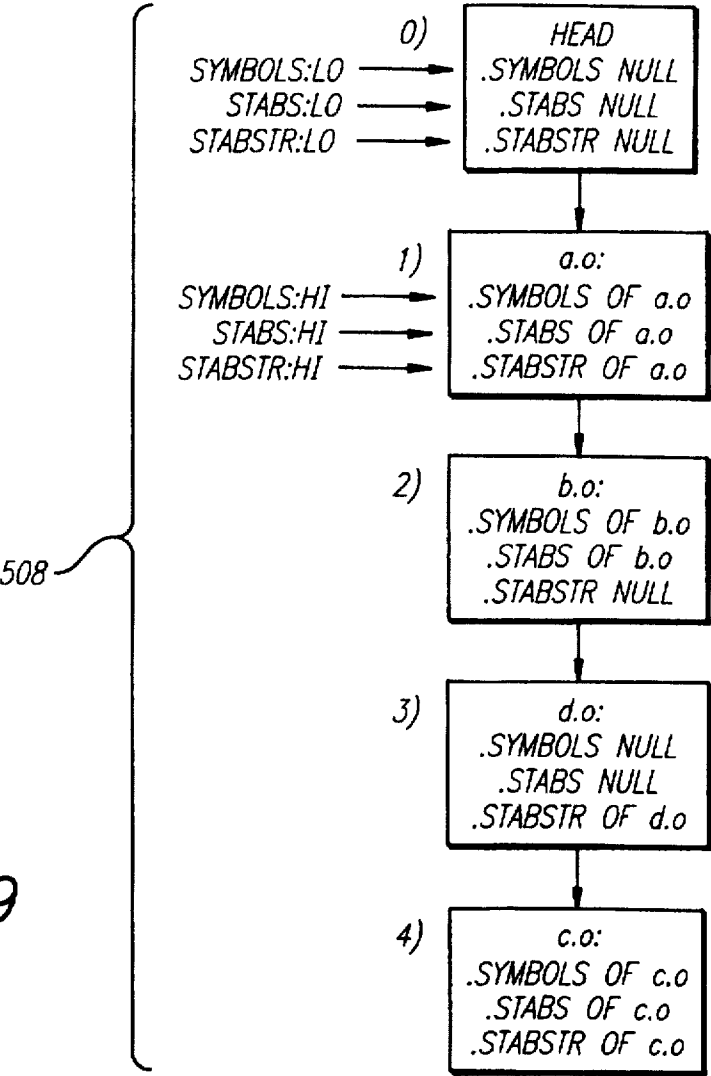 0)
HEAD
SYMBOLS:LO
.SYMBOLS NULL
STABS:LO
.STABS NULL
STABSTR:LO
.STABSTR NULL
1)
a.o:
SYMBOLS:HI
.SYMBOLS OF a.o
STABS:HI
.STABS OF a.o
STABSTR:HI
.STABSTR OF a.o
2)
b.o:
.SYMBOLS OF b.o
.STABS OF b.o
.STABSTR NULL
508
3)
d.o:
.SYMBOLS NULL
.STABS NULL
.STABSTR OF d.o
9
4)
c.o:
.SYMBOLS OF c.o
.STABS OF c.o
.STABSTR OF c.o